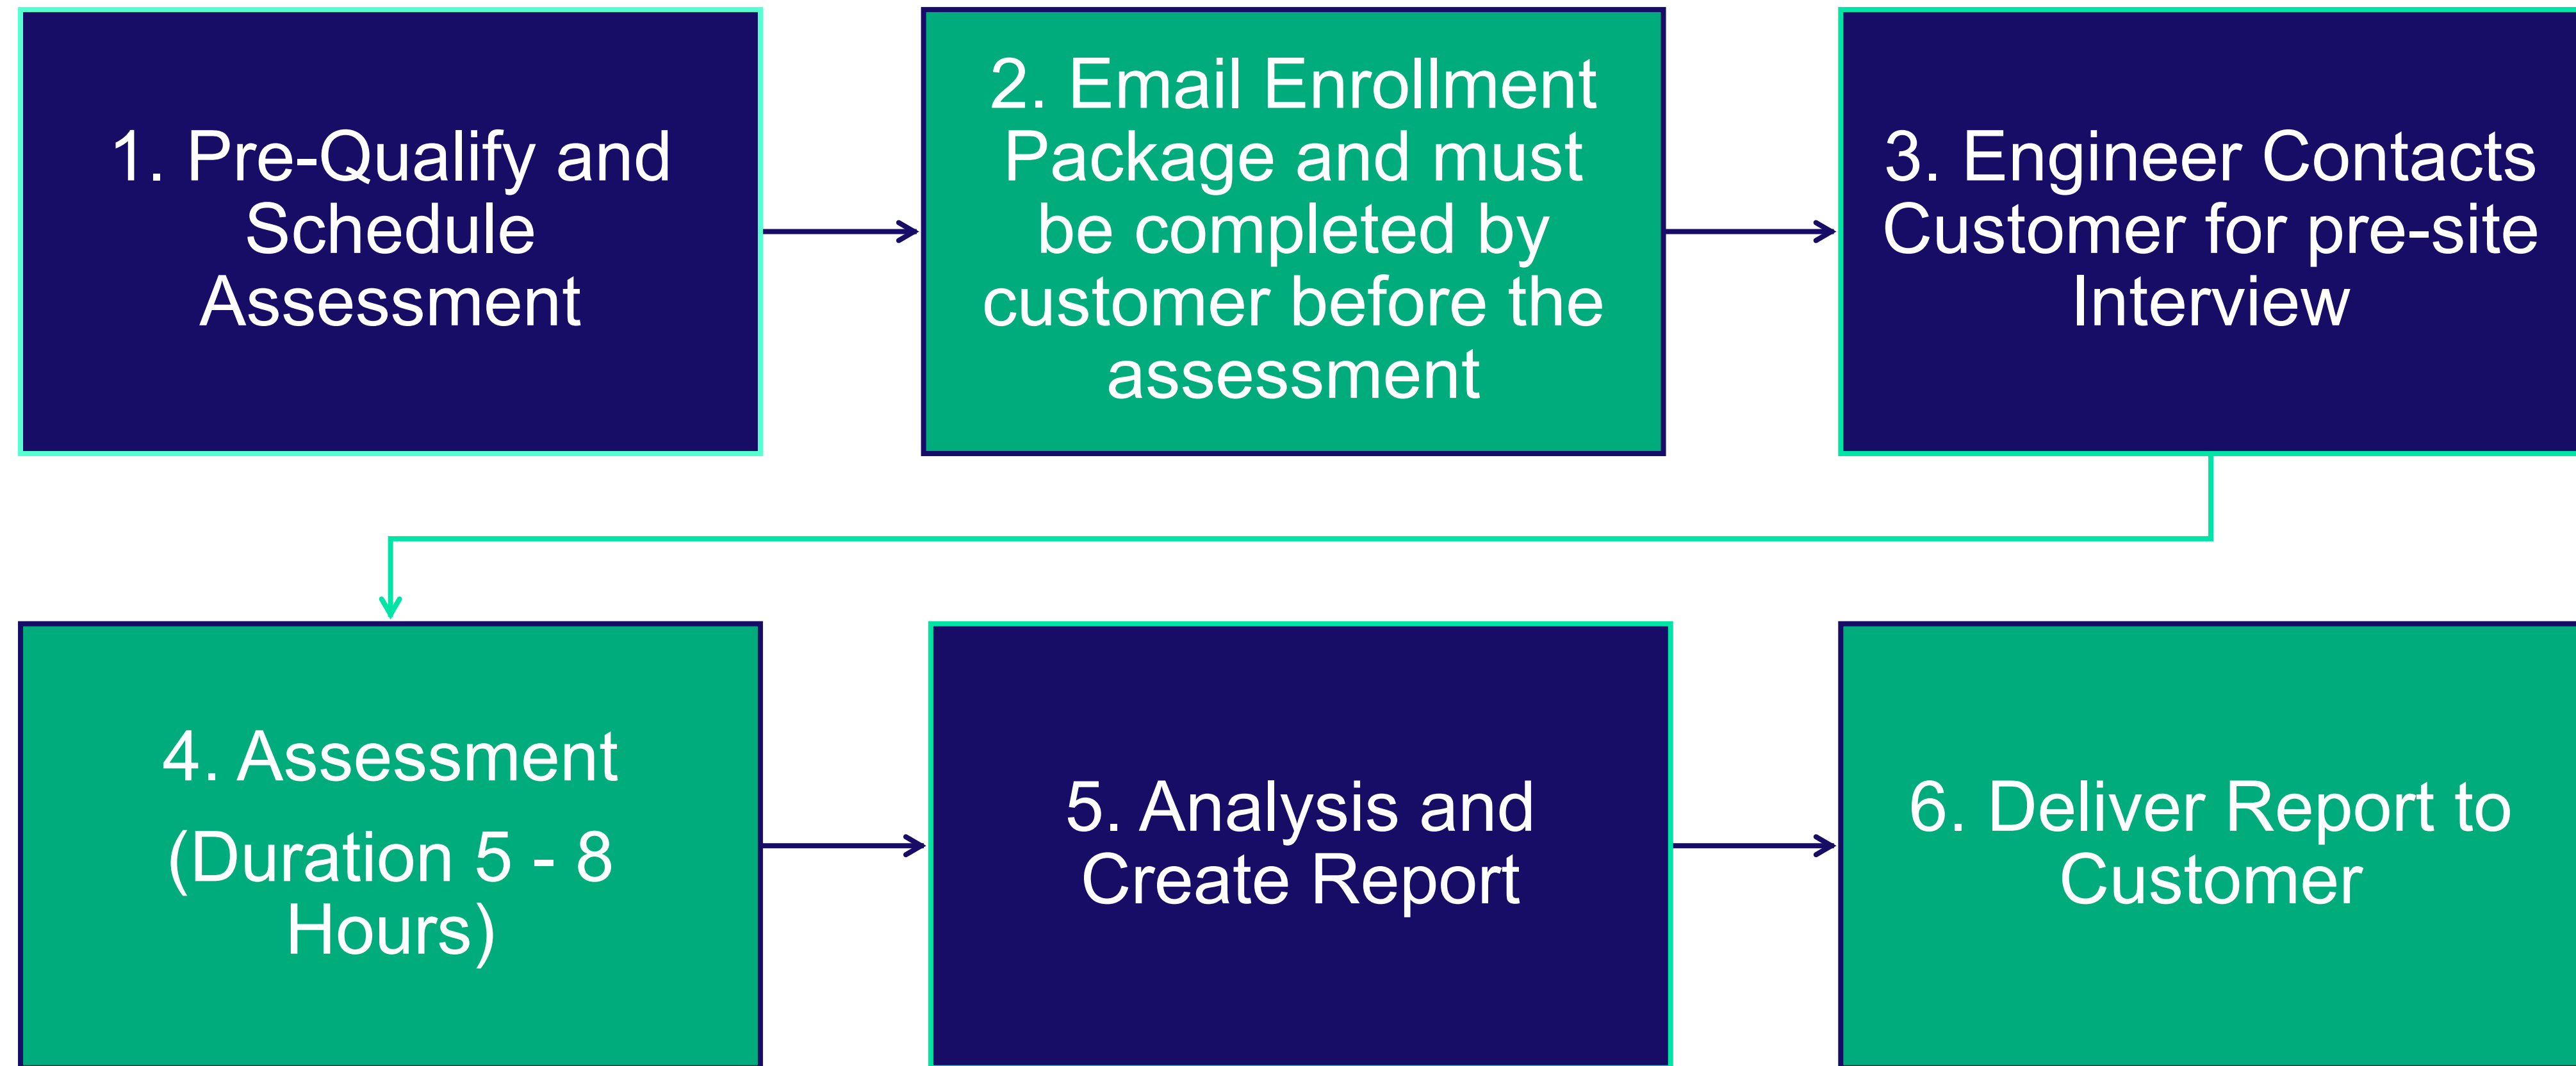 1. Pre-Qualify and
Schedule
Assessment
2. Email Enrollment
Package and must
be completed by
customer before the
assessment
3. Engineer Contacts
Customer for pre-site
Interview
4. Assessment
(Duration 5 - 8
Hours)
5. Analysis and
Create Report
6. Deliver Report to
Customer